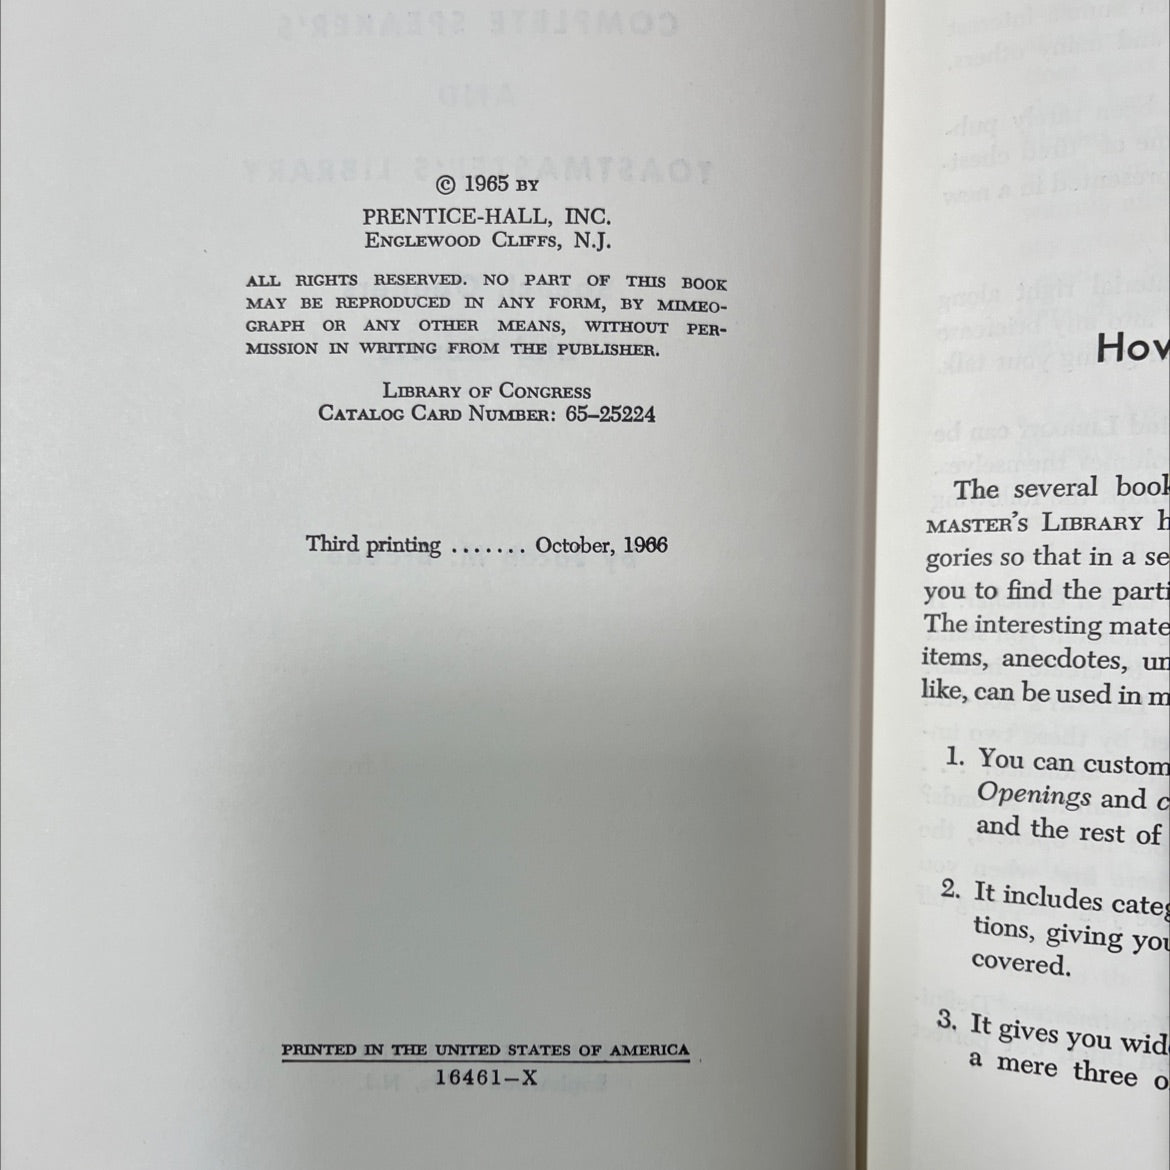 © 1965 BY
PRENTICE-HALL, INC.
ENGLEWOOD CLIFFS, N.J.
ALL RIGHTS RESERVED. NO PART OF THIS BOOK
MAY BE REPRODUCED IN ANY FORM, BY MIMEO-
GRAPH OR ANY OTHER MEANS, WITHOUT PER-
MISSION IN WRITING FROM THE PUBLISHER.
LIBRARY OF CONGRESS
CATALOG CARD NUMBER: 65–25224
Third printing ....... October, 1966
PRINTED IN THE UNITED STATES OF AMERICA
16461–X
How
The several book
MASTER'S LIBRARY h
gories so that in a se
you to find the parti
The interesting mate
items, anecdotes, un
like, can be used in m
1. You can custom
Openings and c
and the rest of
2. It includes categ
tions, giving you
covered.
3. It gives you wid
a mere three o